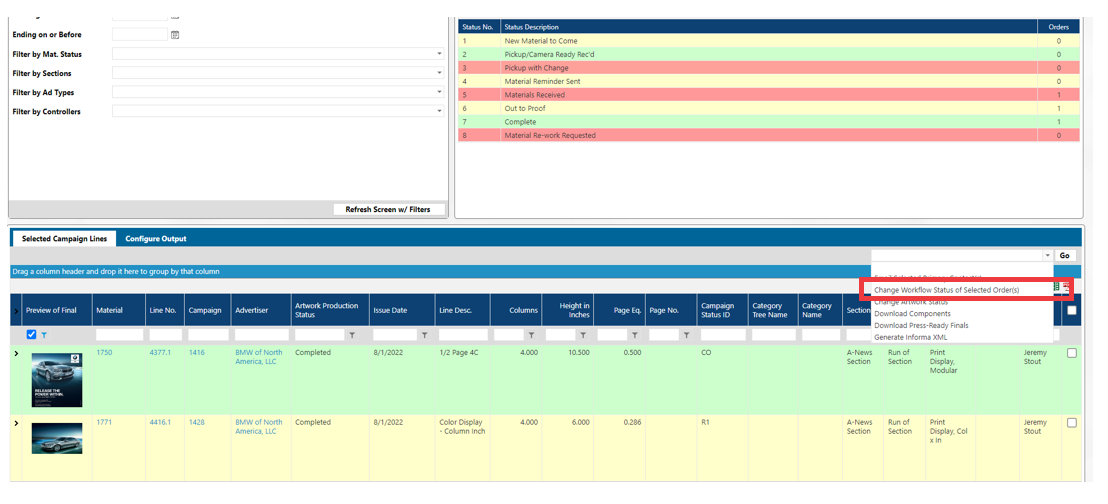 Ending on or Before
Filter by Mat. Status
Filter by Sections
Filter by Ad Types
Filter by Controllers
Refresh Screen w/ Filters
Status No. Status Description Orders
1 New Material to Come 0
2 Pickup/Camera Ready Rec'd 0
3 Pickup with Change 0
4 Material Reminder Sent 0
5 Materials Received 1
6 Out to Proof 1
7 Complete 1
8 Material Re-work Requested 0
Selected Campaign Lines Configure Output
Go
Drag a column header and drop it here to group by that column
Change Workflow Status of Selected Order(s)
Change Artwork Status
Download Components
Download Press-Ready Finals
Generate Informa XML
Preview of Final Material Line No. Campaign Advertiser Artwork Production Status Issue Date Line Desc. Columns Height in Inches Page Eq. Page No. Campaign Status ID Category Tree Name Category Name Section
1750 4377.1 1416 BMW of North America, LLC Completed 8/1/2022 1/2 Page 4C 4.000 10.500 0.500 CO A-News Section Run of Section Print Display, Modular Jeremy Stout
RELEASE THE
POWER WITHIN.
1771 4416.1 1428 BMW of North America, LLC Completed 8/1/2022 Color Display - Column Inch 4.000 6.000 0.286 R1 A-News Section Run of Section Print Display, Col x In Jeremy Stout